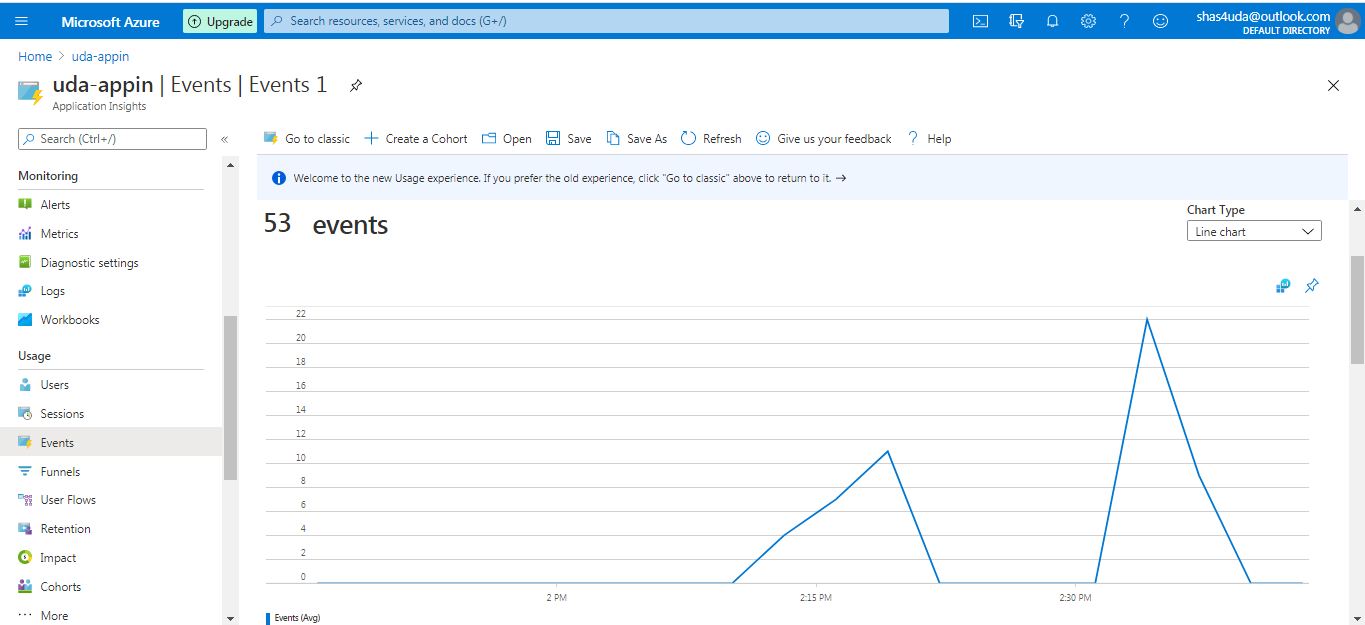 Microsoft Azure
Upgrade
Search resources, services, and docs (G+/)
shas4uda@outlook.com
DEFAULT DIRECTORY
Home > uda-appin
uda-appin | Events | Events 1
Application Insights
Search (Ctrl+/)
«
Monitoring
Alerts
Metrics
Diagnostic settings
Logs
Workbooks
Usage
Users
Sessions
Events
Funnels
User Flows
Retention
Impact
Cohorts
More
Go to classic
Create a Cohort
Open
Save
Save As
Refresh
Give us your feedback
? Help
Welcome to the new Usage experience. If you prefer the old experience, click "Go to classic" above to return to it. →
53 events
Chart Type
Line chart
22
20
18
16
14
12
10
8
6
4
2
0
2 PM 2:15 PM 2:30 PM
Events (Avg)